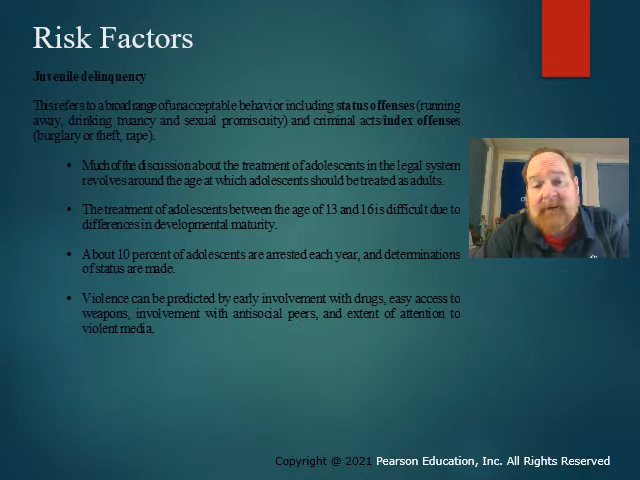 Risk Factors
Juvenile delinquency
This refers to a broad range of unacceptable behavior including status offenses (running
away, drinking truancy and sexual promiscuity) and criminal acts/index offenses
(burglary or theft, rape).
• Much of the discussion about the treatment of adolescents in the legal system
revolves around the age at which adolescents should be treated as adults.
• The treatment of adolescents between the age of 13 and 16 is difficult due to
differences in developmental maturity.
• About 10 percent of adolescents are arrested each year, and determinations
of status are made.
• Violence can be predicted by early involvement with drugs, easy access to
weapons, involvement with antisocial peers, and extent of attention to
violent media.
Copyright @ 2021 Pearson Education, Inc. All Rights Reserved